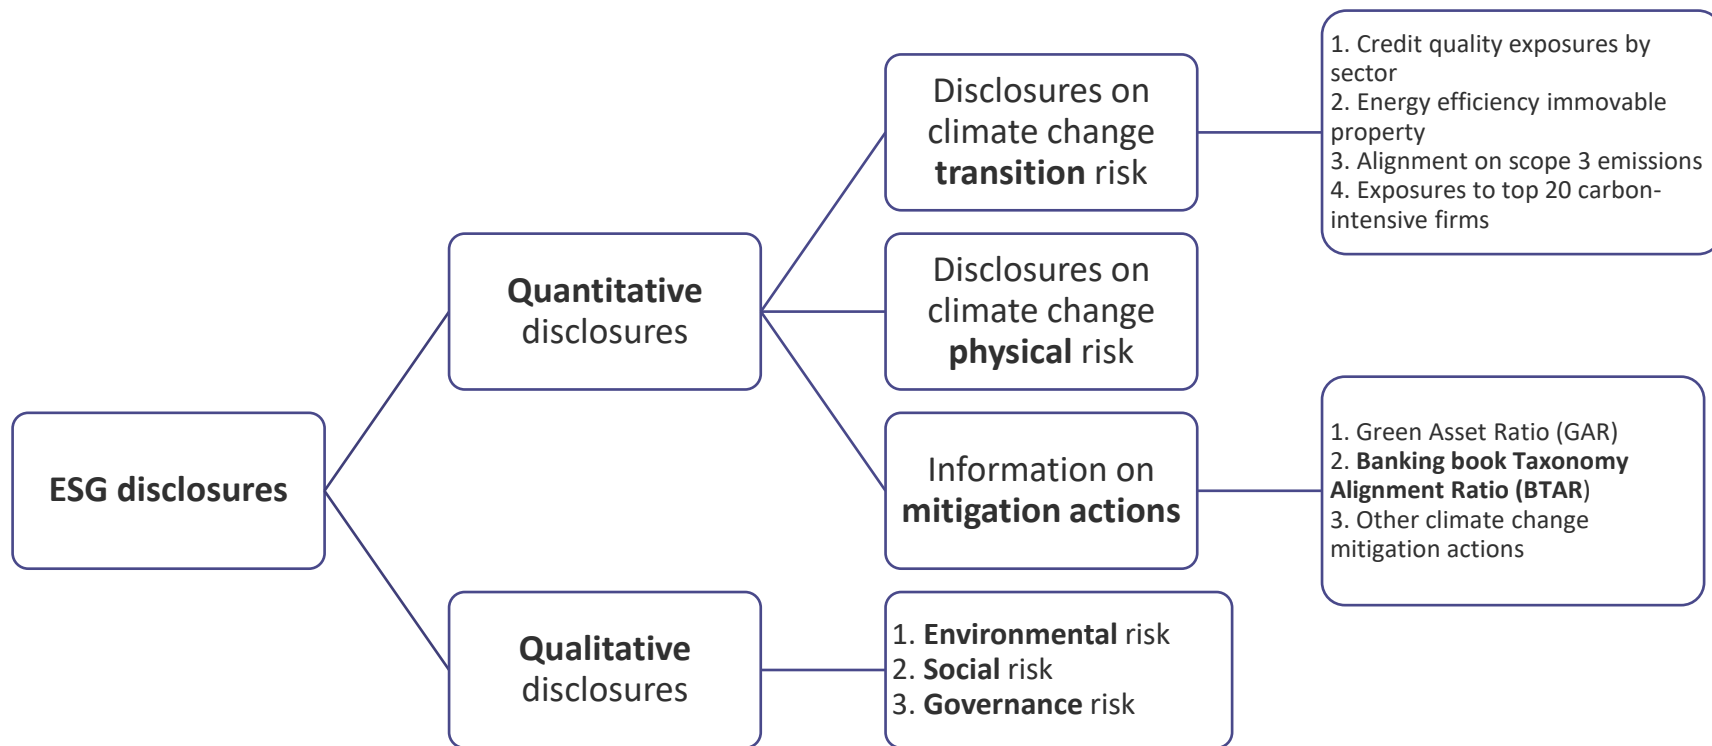 ESG disclosures
Quantitative
disclosures
Qualitative
disclosures
Disclosures on
climate change
transition risk
Disclosures on
climate change
physical risk
Information on
mitigation actions
1. Environmental risk
2. Social risk
3. Governance risk
1. Credit quality exposures by
sector
2. Energy efficiency immovable
property
3. Alignment on scope 3 emissions
4. Exposures to top 20 carbon-
intensive firms
1. Green Asset Ratio (GAR)
2. Banking book Taxonomy
Alignment Ratio (BTAR)
3. Other climate change
mitigation actions